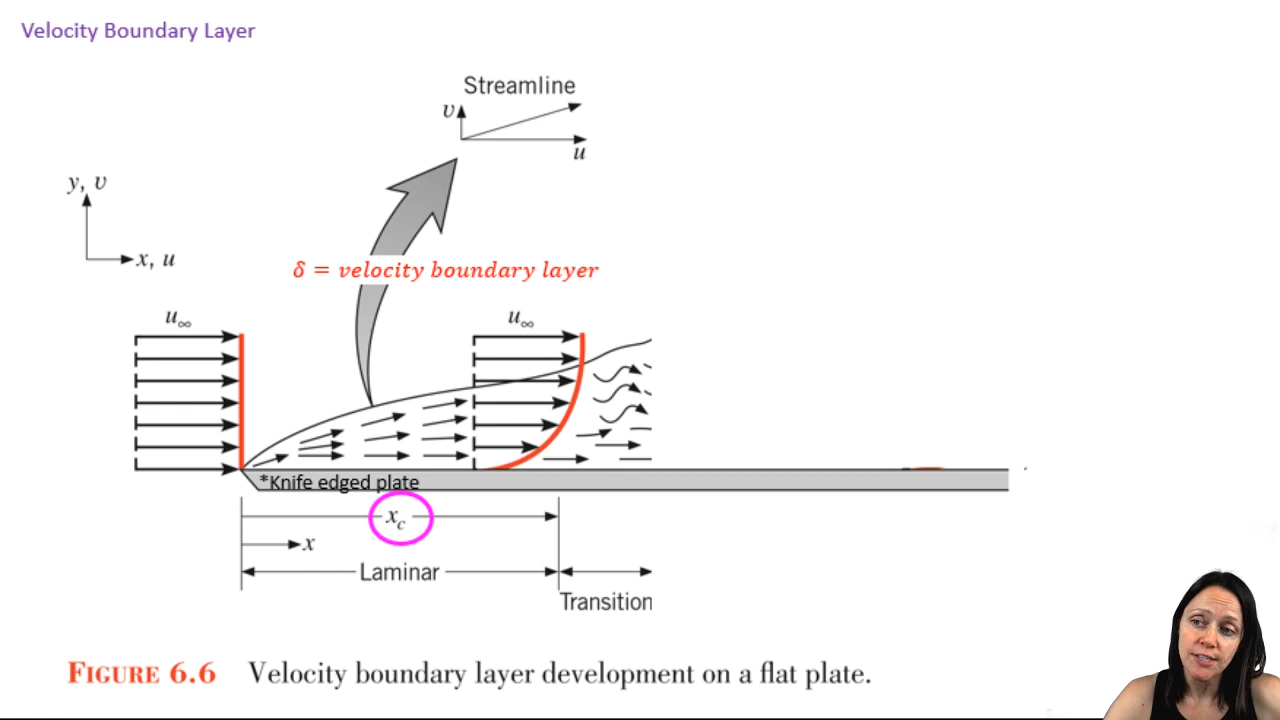 Velocity Boundary Layer
Streamline
v
u
y, v
x, u
δ = velocity boundary layer
u∞
u∞
*Knife edged plate
xc
x
Laminar
Transition
FIGURE 6.6 Velocity boundary layer development on a flat plate.